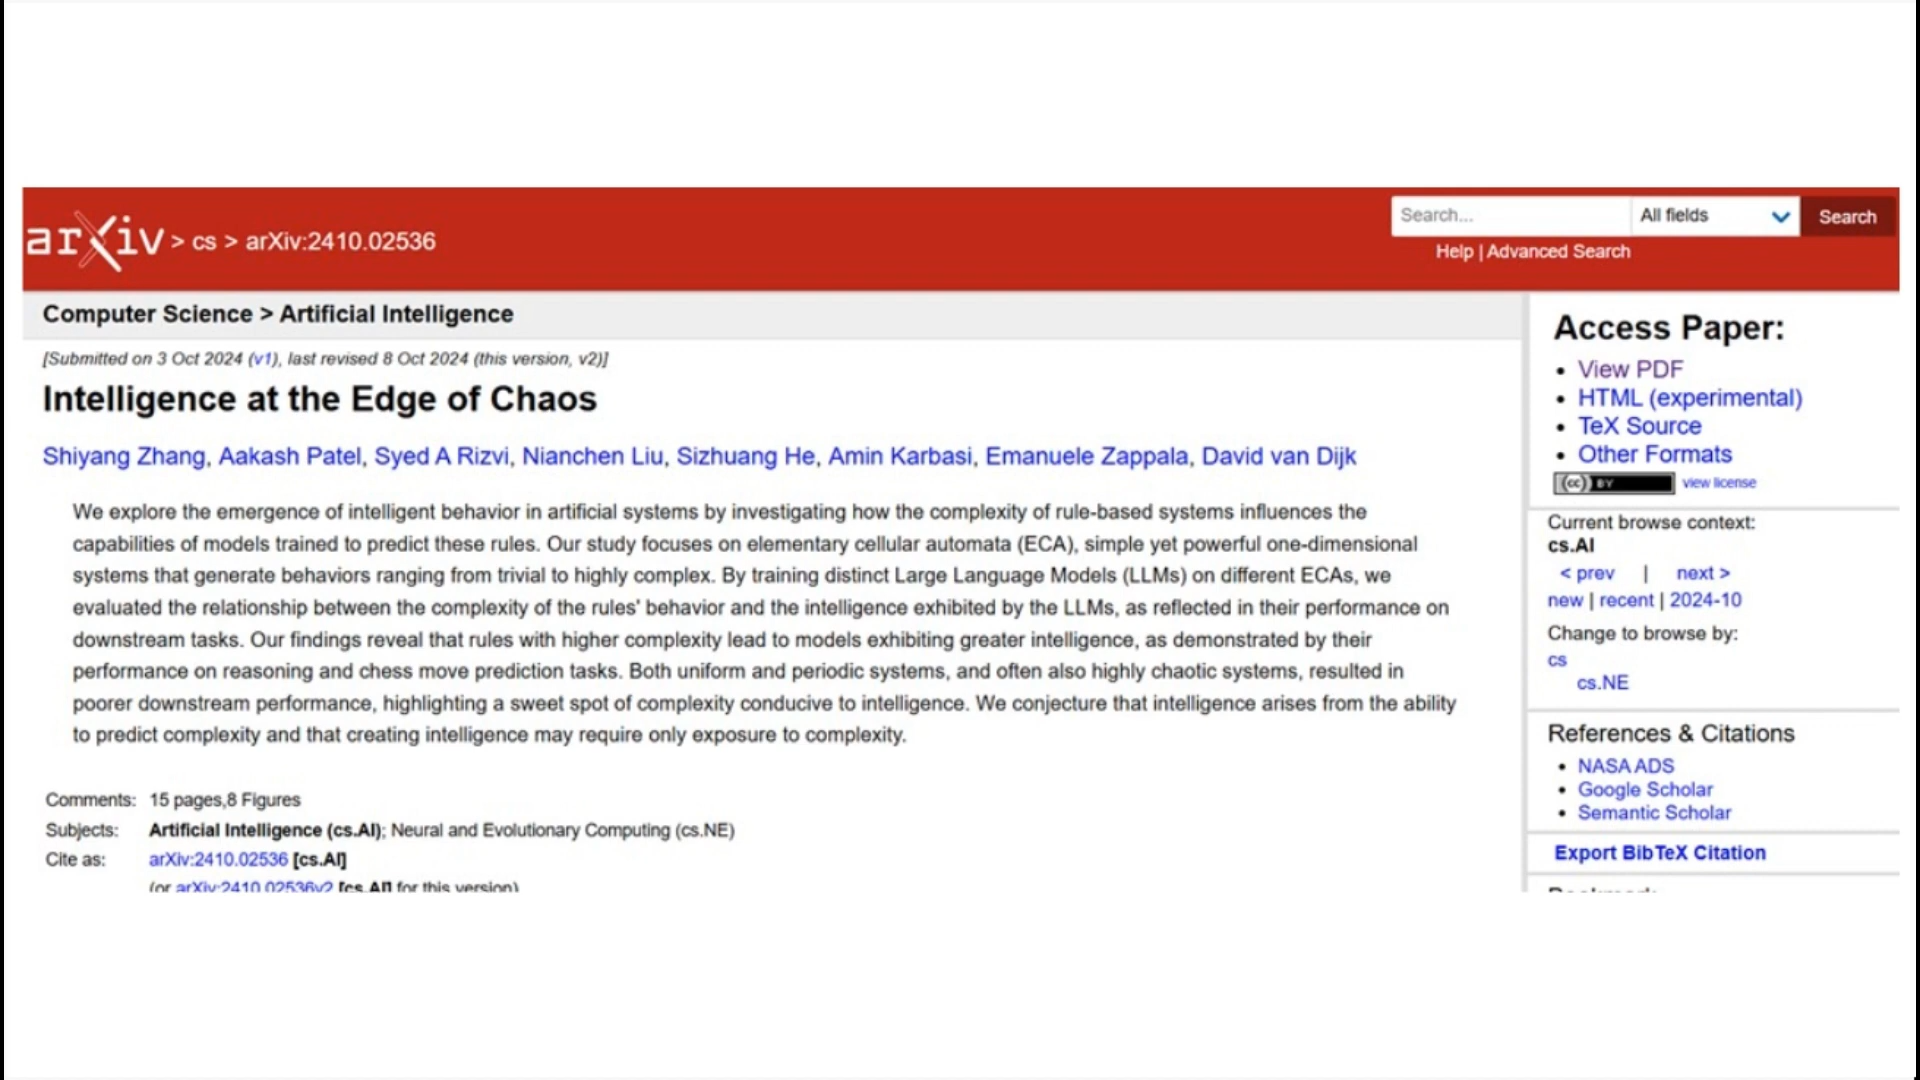 arXiv > cs > arXiv:2410.02536
Search...
All fields
Search
Help | Advanced Search
Computer Science > Artificial Intelligence
[Submitted on 3 Oct 2024 (v1), last revised 8 Oct 2024 (this version, v2)]
Intelligence at the Edge of Chaos
Shiyang Zhang, Aakash Patel, Syed A Rizvi, Nianchen Liu, Sizhuang He, Amin Karbasi, Emanuele Zappala, David van Dijk
We explore the emergence of intelligent behavior in artificial systems by investigating how the complexity of rule-based systems influences the
capabilities of models trained to predict these rules. Our study focuses on elementary cellular automata (ECA), simple yet powerful one-dimensional
systems that generate behaviors ranging from trivial to highly complex. By training distinct Large Language Models (LLMs) on different ECAs, we
evaluated the relationship between the complexity of the rules' behavior and the intelligence exhibited by the LLMs, as reflected in their performance on
downstream tasks. Our findings reveal that rules with higher complexity lead to models exhibiting greater intelligence, as demonstrated by their
performance on reasoning and chess move prediction tasks. Both uniform and periodic systems, and often also highly chaotic systems, resulted in
poorer downstream performance, highlighting a sweet spot of complexity conducive to intelligence. We conjecture that intelligence arises from the ability
to predict complexity and that creating intelligence may require only exposure to complexity.
Comments: 15 pages,8 Figures
Subjects: Artificial Intelligence (cs.AI); Neural and Evolutionary Computing (cs.NE)
Cite as: arXiv:2410.02536 [cs.AI]
(or arXiv:2410.02536v2 [cs.AI] for this version)
Access Paper:
• View PDF
• HTML (experimental)
• TeX Source
• Other Formats
(cc) BY view license
Current browse context:
cs.AI
< prev | next >
new | recent | 2024-10
Change to browse by:
cs
cs.NE
References & Citations
• NASA ADS
• Google Scholar
• Semantic Scholar
Export BibTeX Citation